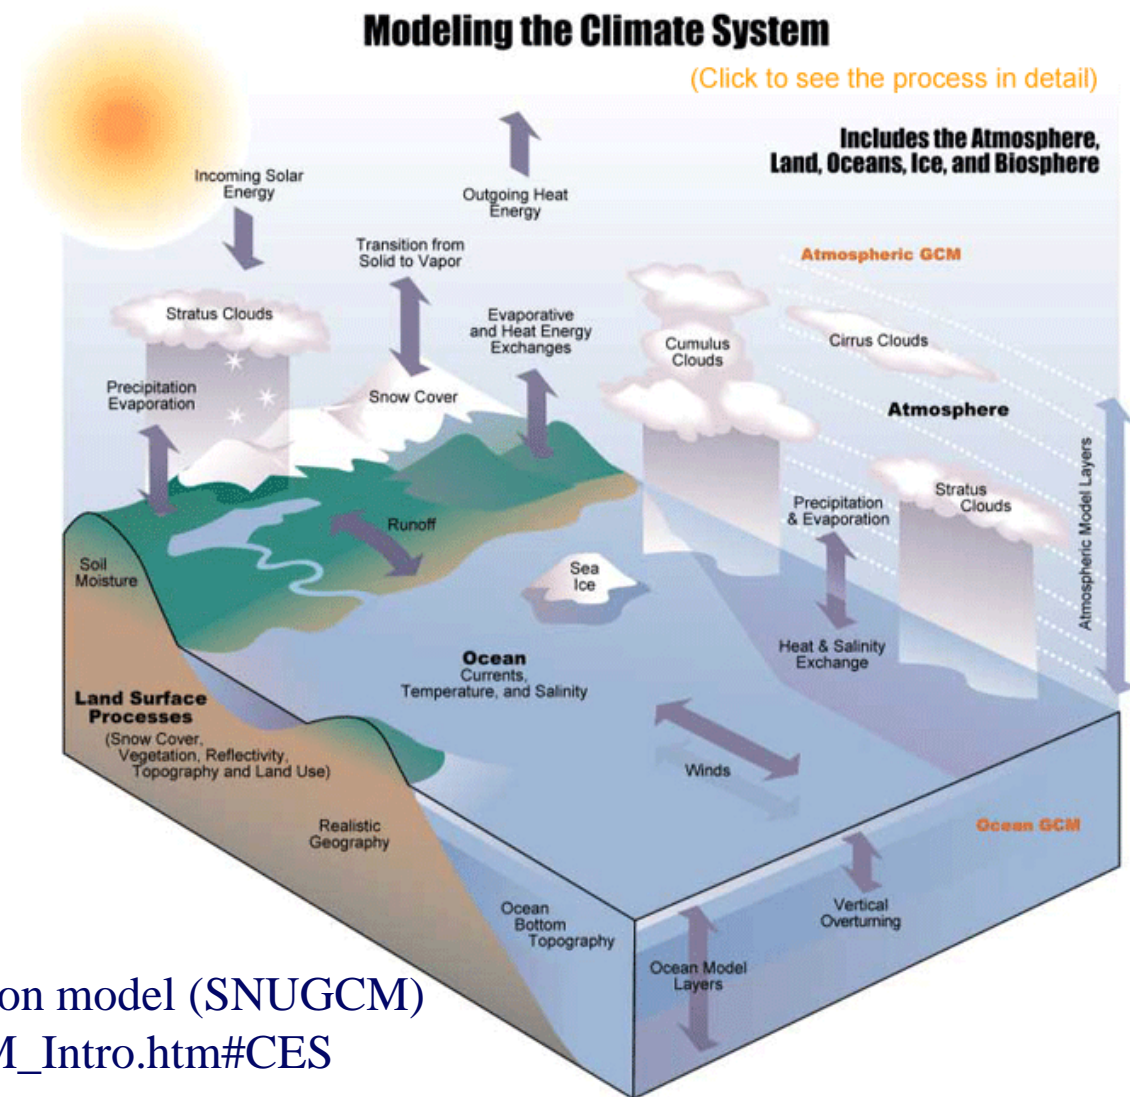 Modeling the Climate System
(Click to see the process in detail)
Includes the Atmosphere,
Land, Oceans, Ice, and Biosphere
Incoming Solar
Energy
Outgoing Heat
Energy
Transition from
Solid to Vapor
Atmospheric GCM
Stratus Clouds
Evaporative
and Heat Energy
Exchanges
Cumulus
Clouds
Cirrus Clouds
Precipitation
Evaporation
Snow Cover
Atmosphere
Atmospheric Model Layers
Stratus
Clouds
Precipitation
& Evaporation
Runoff
Soil
Moisture
Sea
Ice
Heat & Salinity
Exchange
Ocean
Currents,
Temperature, and Salinity
Land Surface
Processes
(Snow Cover,
Vegetation, Reflectivity,
Topography and Land Use)
Winds
Realistic
Geography
Ocean GCM
Ocean
Bottom
Topography
Vertical
Overturning
Ocean Model
Layers
on model (SNUGCM)
M_Intro.htm#CES